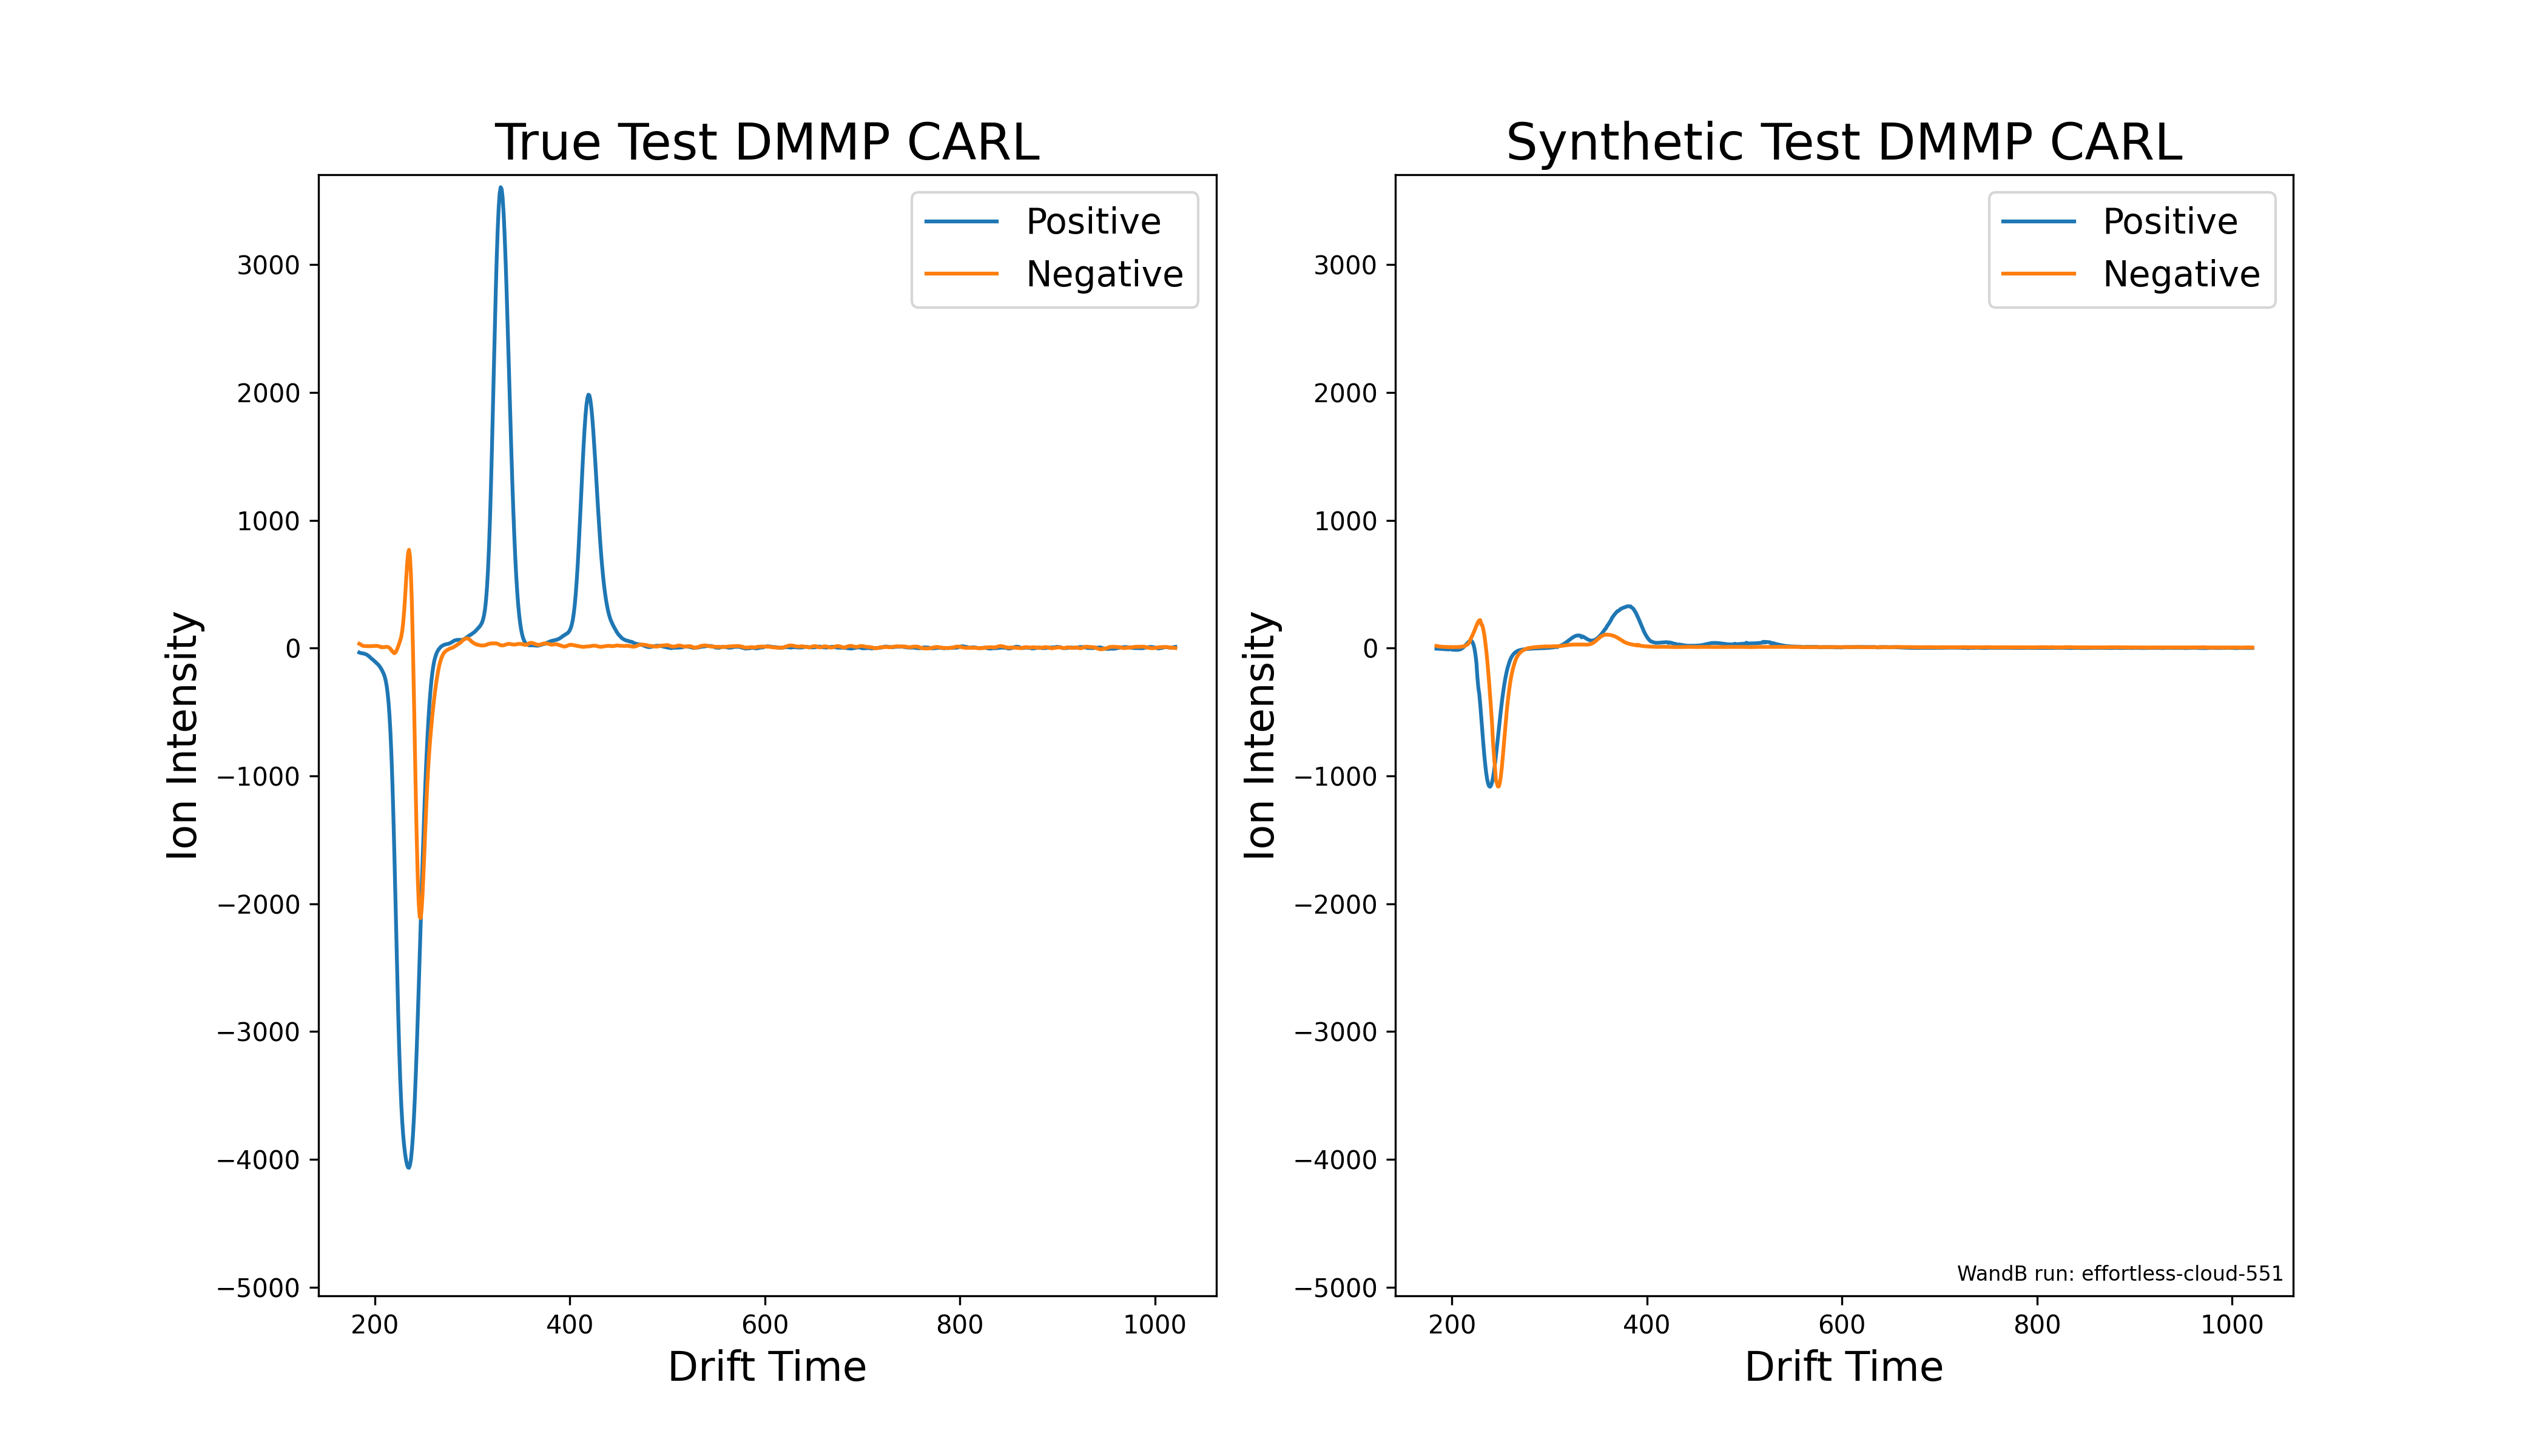 True Test DMMP CARL
Positive
Negative
3000
2000
1000
0
−1000
−2000
−3000
−4000
−5000
Ion Intensity
200 400 600 800 1000
Drift Time
Synthetic Test DMMP CARL
Positive
Negative
3000
2000
1000
0
−1000
−2000
−3000
−4000
−5000
Ion Intensity
WandB run: effortless-cloud-551
200 400 600 800 1000
Drift Time